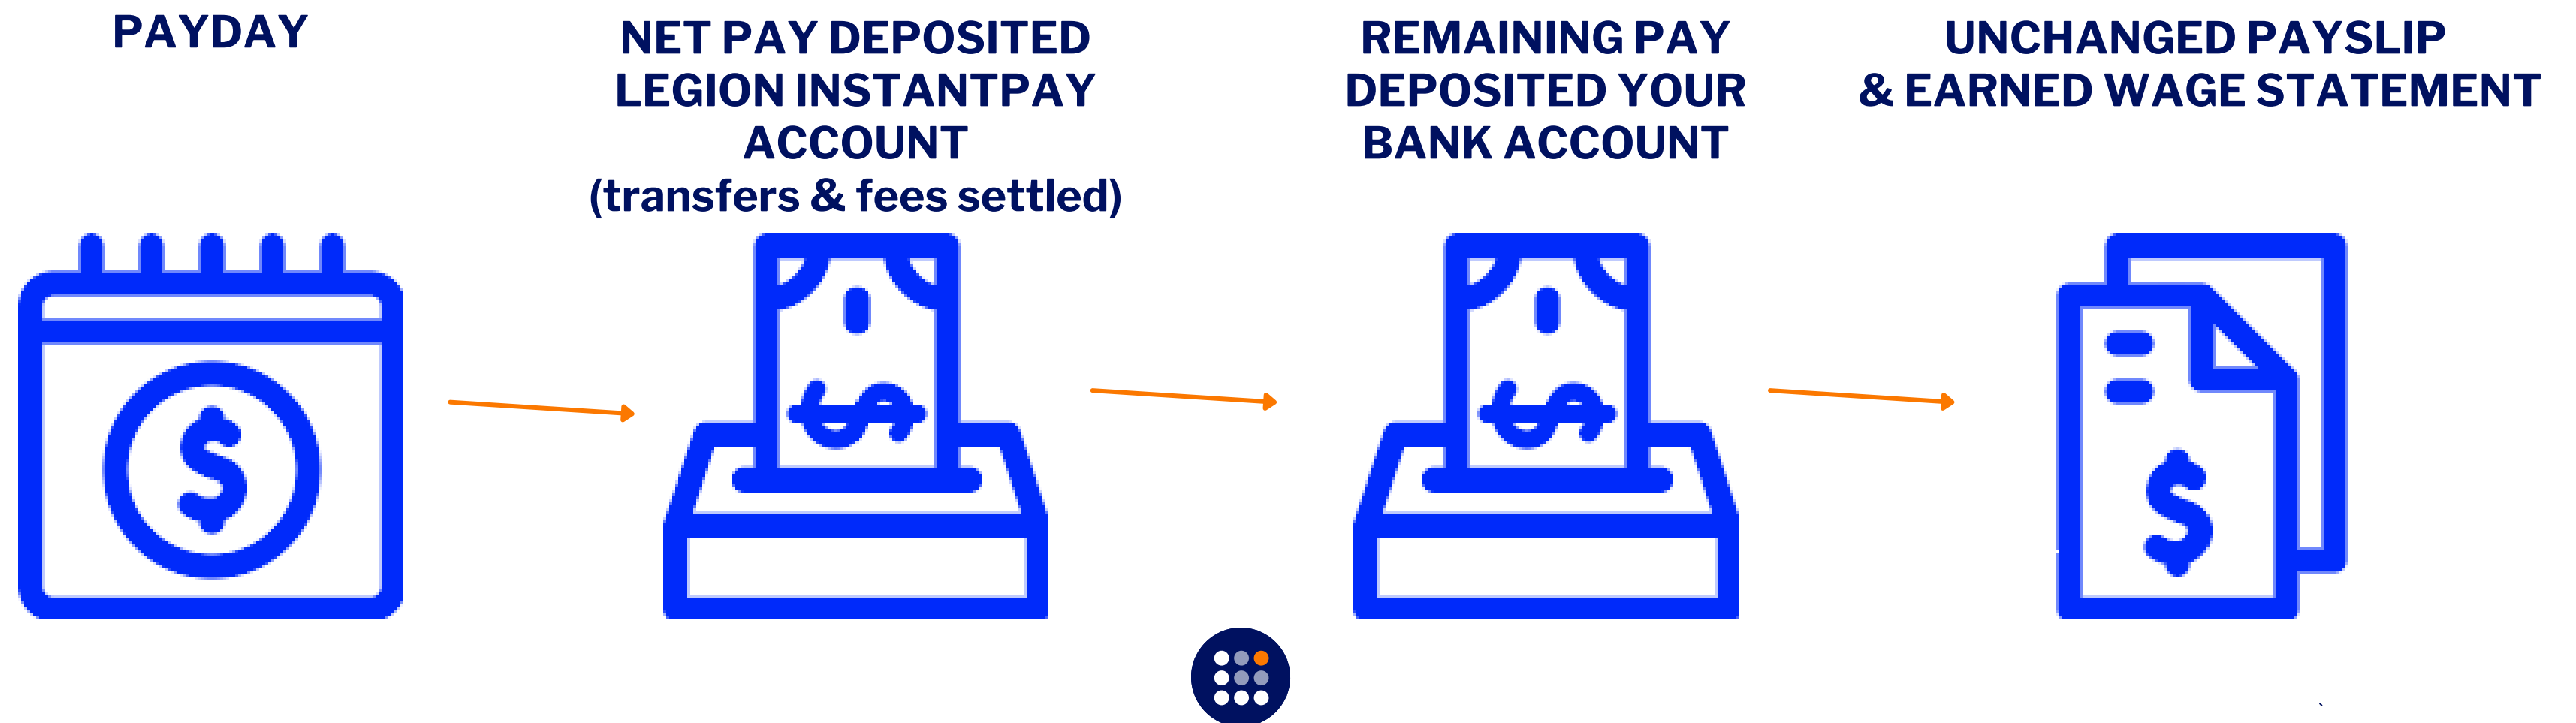 PAYDAY
NET PAY DEPOSITED
LEGION INSTANTPAY
ACCOUNT
(transfers & fees settled)
REMAINING PAY
DEPOSITED YOUR
BANK ACCOUNT
UNCHANGED PAYSLIP
& EARNED WAGE STATEMENT
$
$
$
$
`